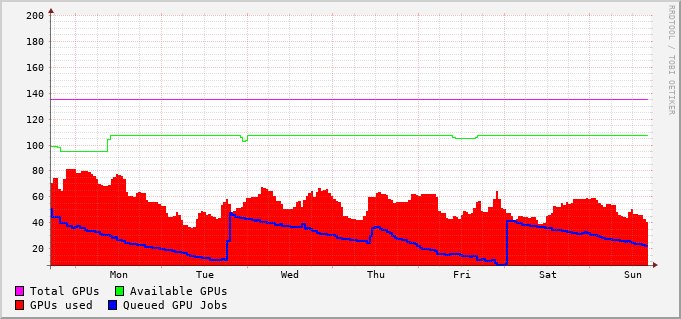 RRDTOOL / TOBI OETIKER
200
180
160
140
120
100
80
60
40
20
Mon Tue Wed Thu Fri Sat Sun
Total GPUs Available GPUs
GPUs used Queued GPU Jobs